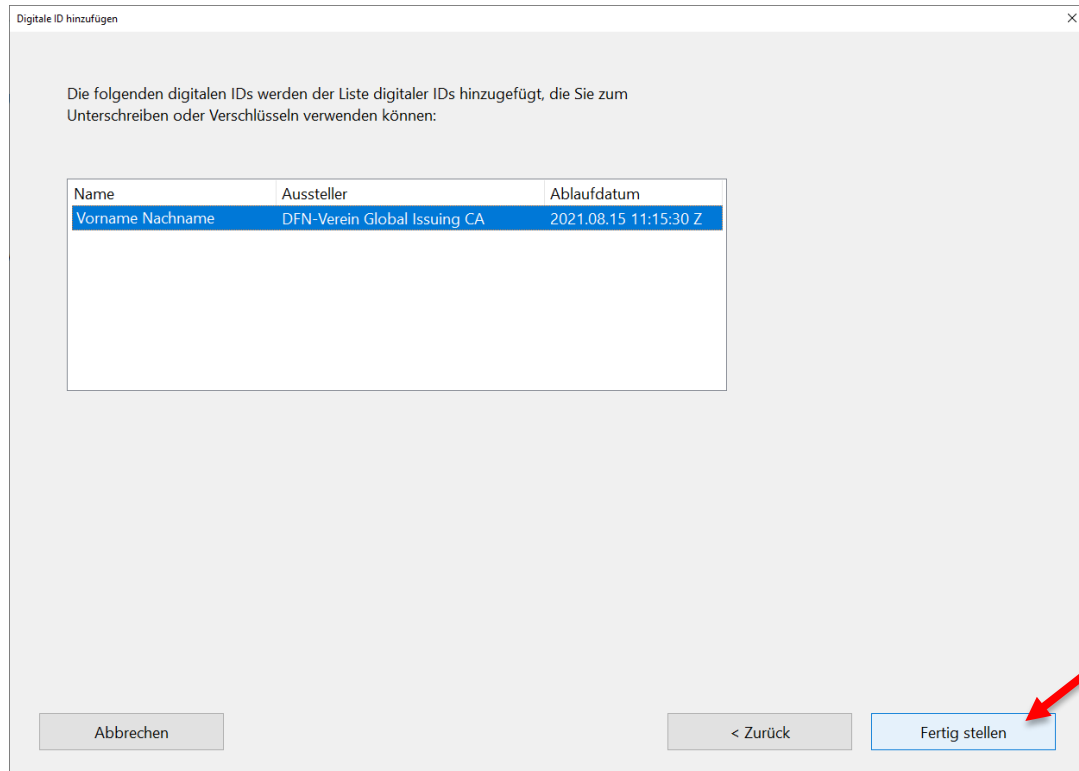 Digitale ID hinzufügen
Die folgenden digitalen IDs werden der Liste digitaler IDs hinzugefügt, die Sie zum
Unterschreiben oder Verschlüsseln verwenden können:
Name Aussteller Ablaufdatum
Vorname Nachname DFN-Verein Global Issuing CA 2021.08.15 11:15:30 Z
Abbrechen < Zurück Fertig stellen